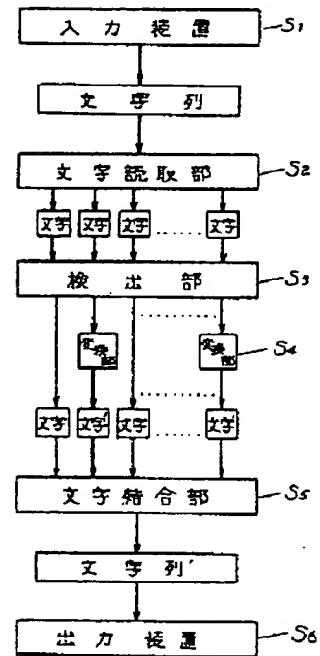 入力装置 S1
文字列
文字読取部 S2
文字 文字 文字 ........ 文字
検出部 S3
........
変換部 変換部 S4
........
文字 文字' 文字 ........ 文字
文字結合部 S5
文字列'
出力装置 S6